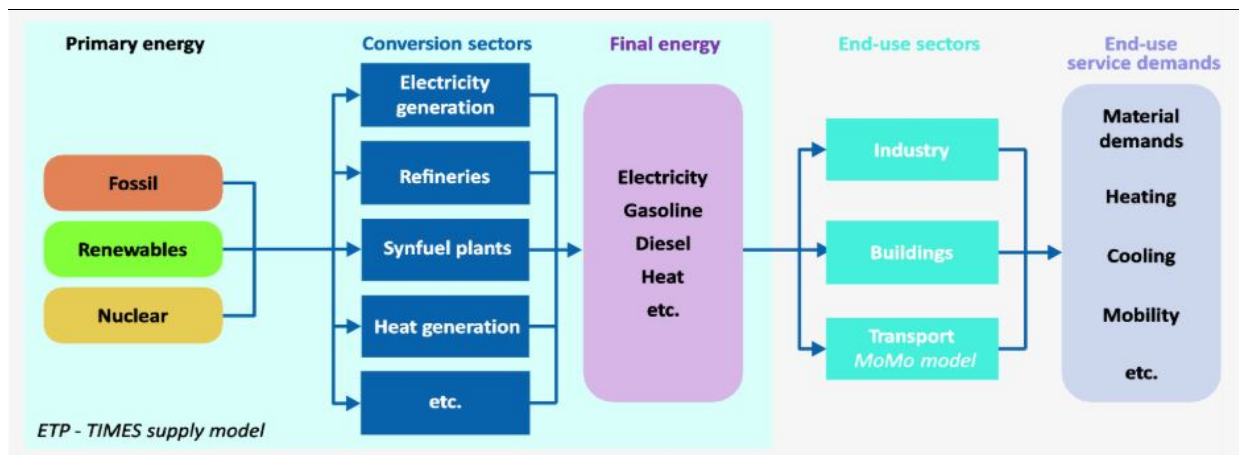 Primary energy
Conversion sectors
Final energy
End-use sectors
End-use
service demands
Fossil
Renewables
Nuclear
Electricity
generation
Refineries
Synfuel plants
Heat generation
etc.
Electricity
Gasoline
Diesel
Heat
etc.
Industry
Buildings
Transport
MoMo model
Material
demands
Heating
Cooling
Mobility
etc.
ETP - TIMES supply model